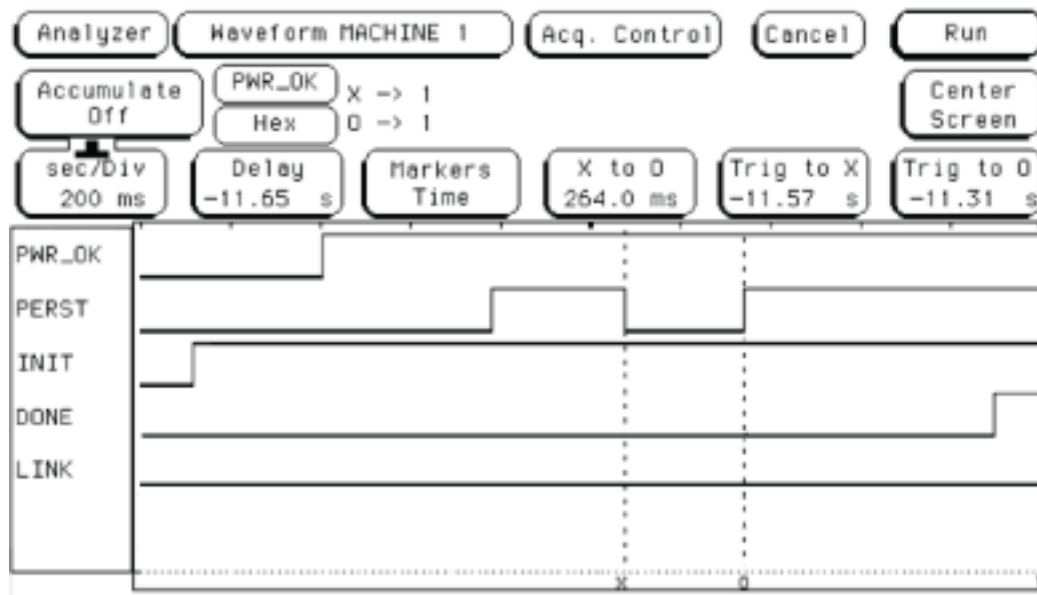 Analyzer Waveform MACHINE 1 Acq. Control Cancel Run
Accumulate Off PWR_OK X -> 1 Center Screen
Hex O -> 1
sec/Div Delay Markers X to O Trig to X Trig to O
200 ms -11.65 s Time 264.0 ms -11.57 s -11.31 s
PWR_OK
PERST
INIT
DONE
LINK
X O